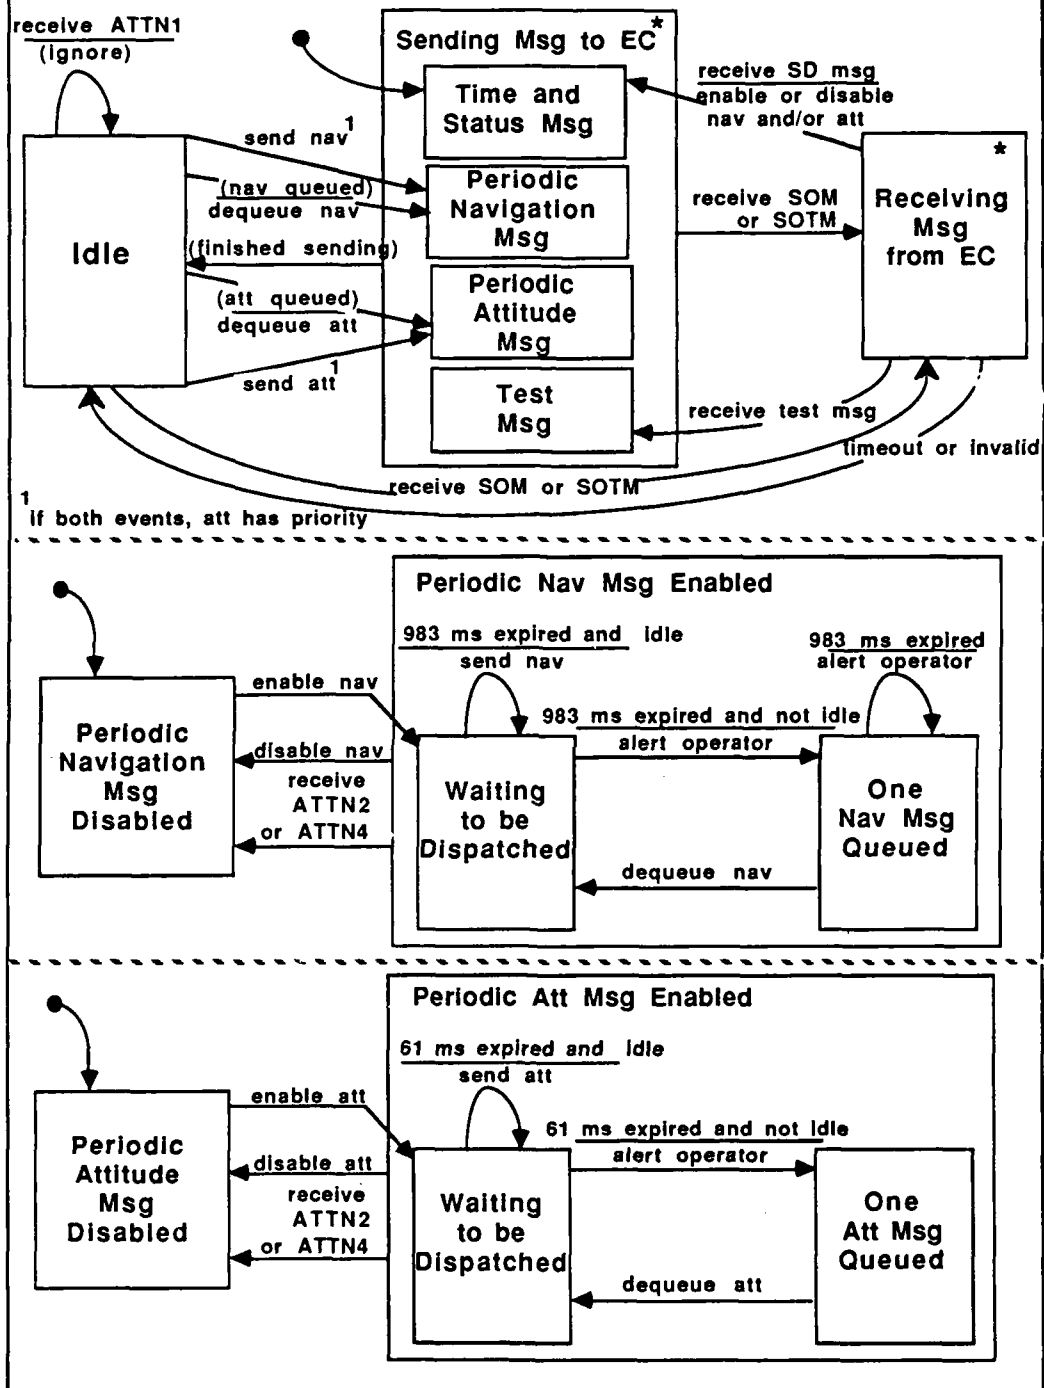 receive ATTN1
(ignore)
Sending Msg to EC*
Time and
Status Msg
receive SD msg
enable or disable
nav and/or att
send nav1
(nav queued)
dequeue nav
Periodic
Navigation
Msg
receive SOM
or SOTM
*
Receiving
Msg
from EC
Idle
(finished sending)
(att queued)
dequeue att
Periodic
Attitude
Msg
send att1
Test
Msg
receive test msg
timeout or invalid
receive SOM or SOTM
1
if both events, att has priority
Periodic Nav Msg Enabled
983 ms expired and idle
send nav
983 ms expired
alert operator
enable nav
983 ms expired and not idle
alert operator
Periodic
Navigation
Msg
Disabled
disable nav
receive
ATTN2
or ATTN4
Waiting
to be
Dispatched
One
Nav Msg
Queued
dequeue nav
Periodic Att Msg Enabled
61 ms expired and idle
send att
enable att
61 ms expired and not idle
alert operator
Periodic
Attitude
Msg
Disabled
disable att
receive
ATTN2
or ATTN4
Waiting
to be
Dispatched
One
Att Msg
Queued
dequeue att